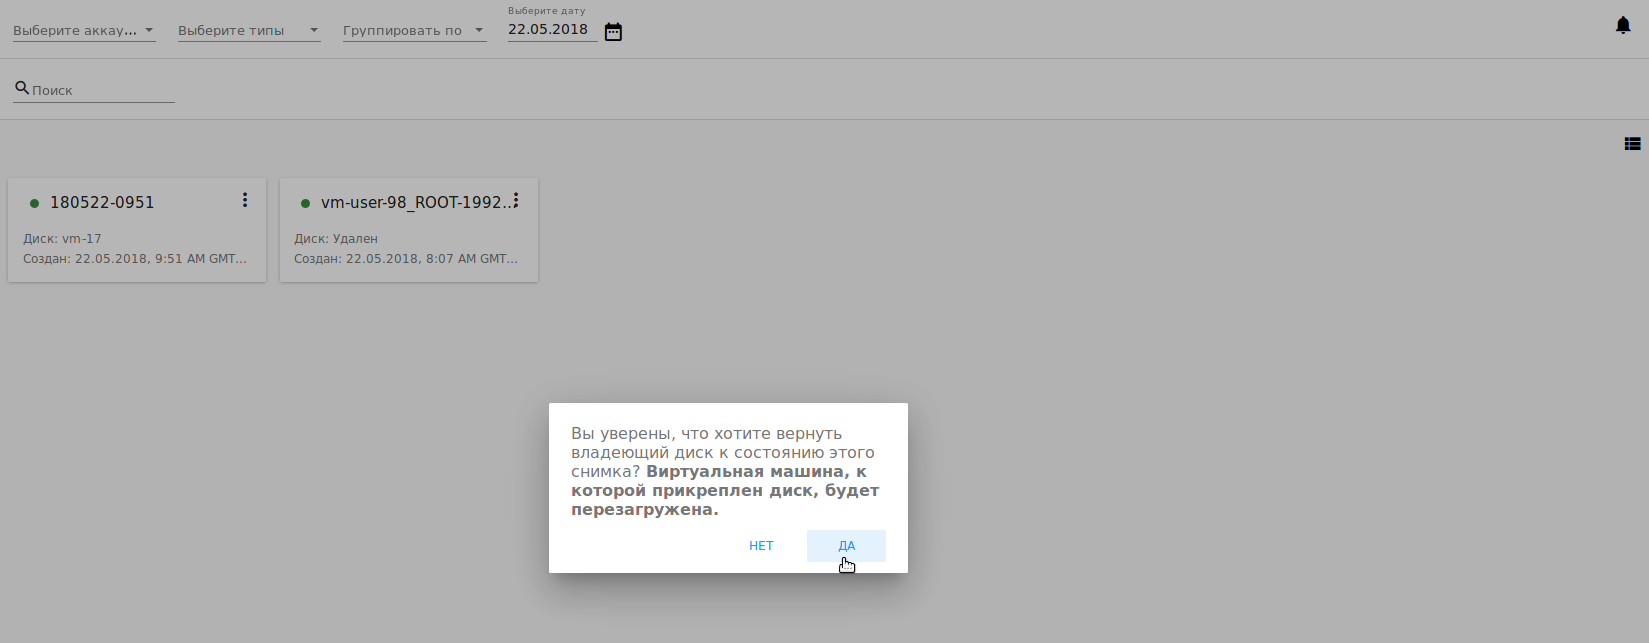 Выберите дату
Выберите аккау...
Выберите типы
Группировать по
22.05.2018
Поиск
180522-0951
Диск: vm-17
Создан: 22.05.2018, 9:51 AM GMT...
vm-user-98_ROOT-1992...
Диск: Удален
Создан: 22.05.2018, 8:07 AM GMT...
Вы уверены, что хотите вернуть
владеющий диск к состоянию этого
снимка? Виртуальная машина, к
которой прикреплен диск, будет
перезагружена.
НЕТ
ДА